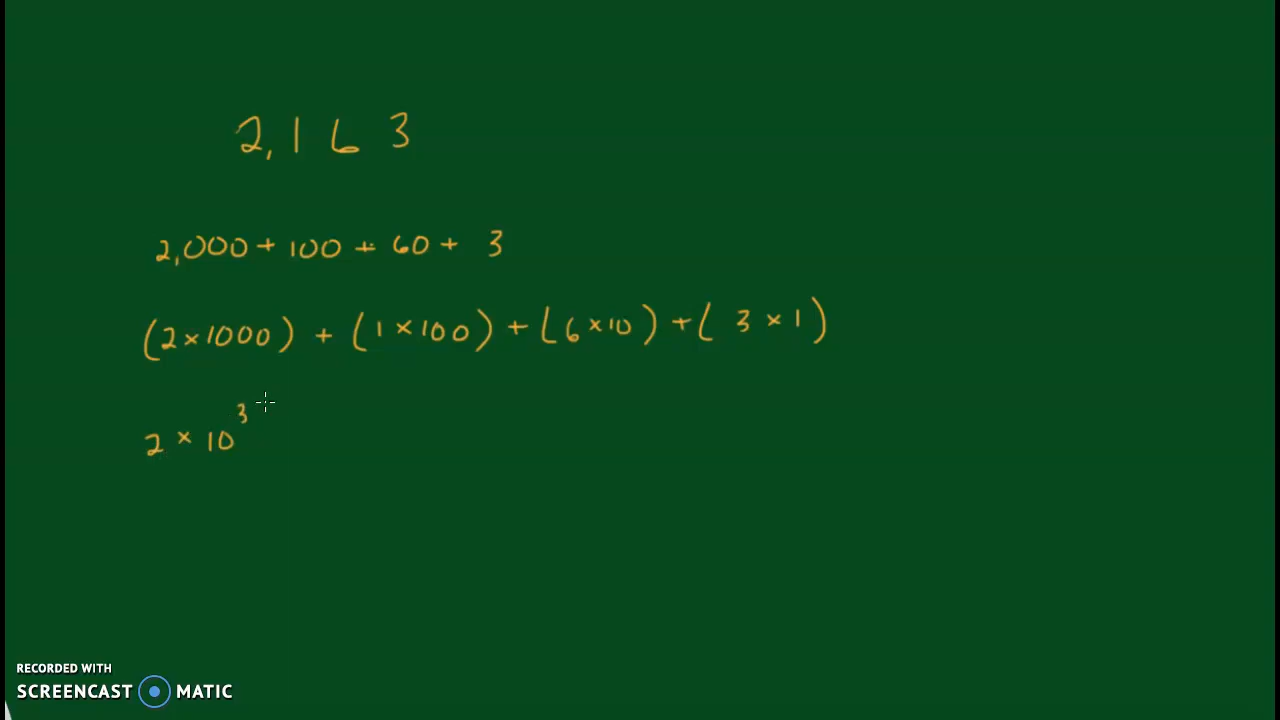 2,163
2,000 + 100 + 60 + 3
(2 × 1000) + (1 × 100) + (6 × 10) + (3 × 1)
2 × 10³
RECORDED WITH
SCREENCAST MATIC